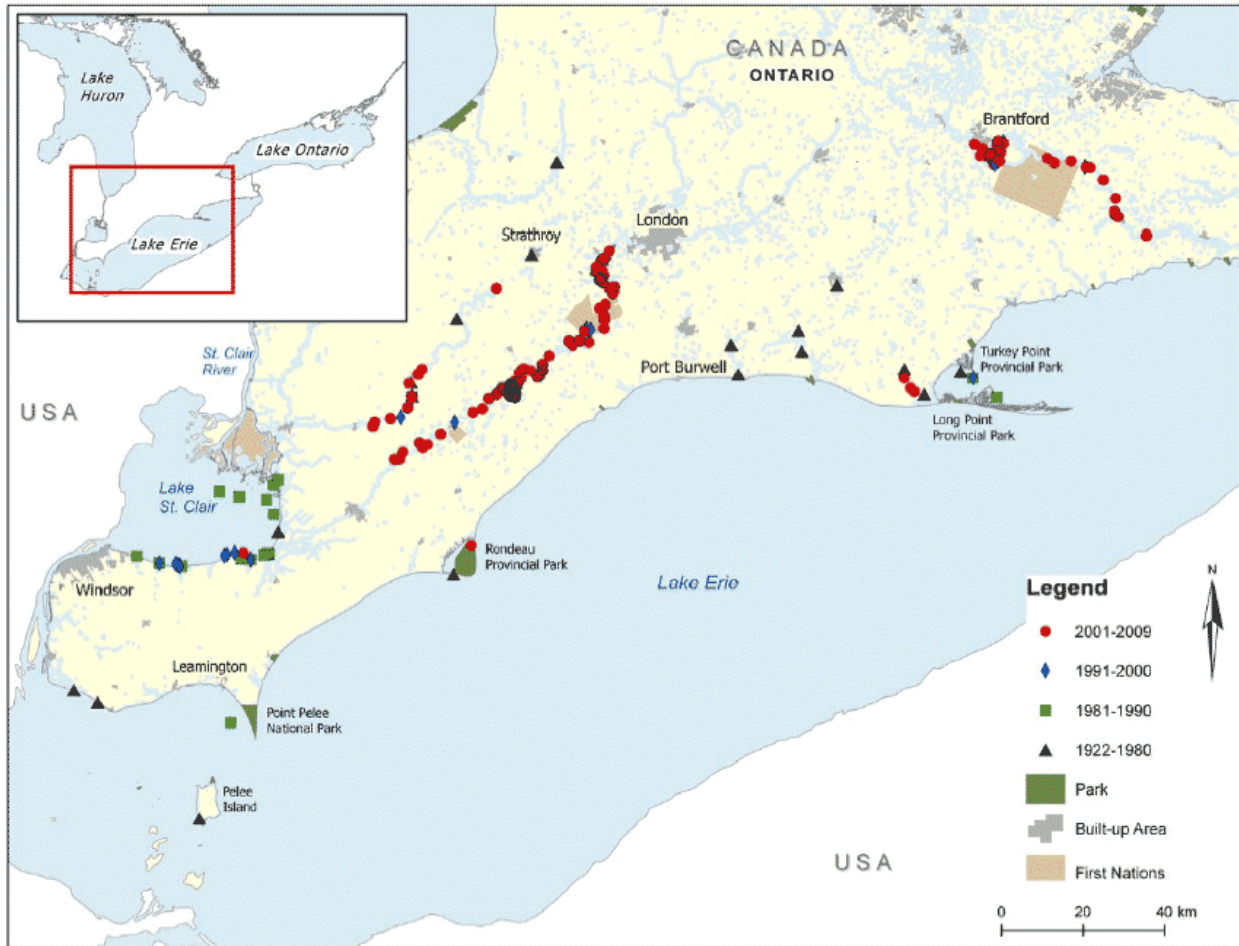 Lake
Huron
Lake Ontario
Lake Erie
CANADA
ONTARIO
Brantford
London
Strathroy
St. Clair
River
USA
Port Burwell
Turkey Point
Provincial Park
Long Point
Provincial Park
Lake
St. Clair
Windsor
Rondeau
Provincial Park
Lake Erie
Leamington
Point Pelee
National Park
Pelee
Island
USA
N
Legend
2001-2009
1991-2000
1981-1990
1922-1980
Park
Built-up Area
First Nations
0 20 40 km